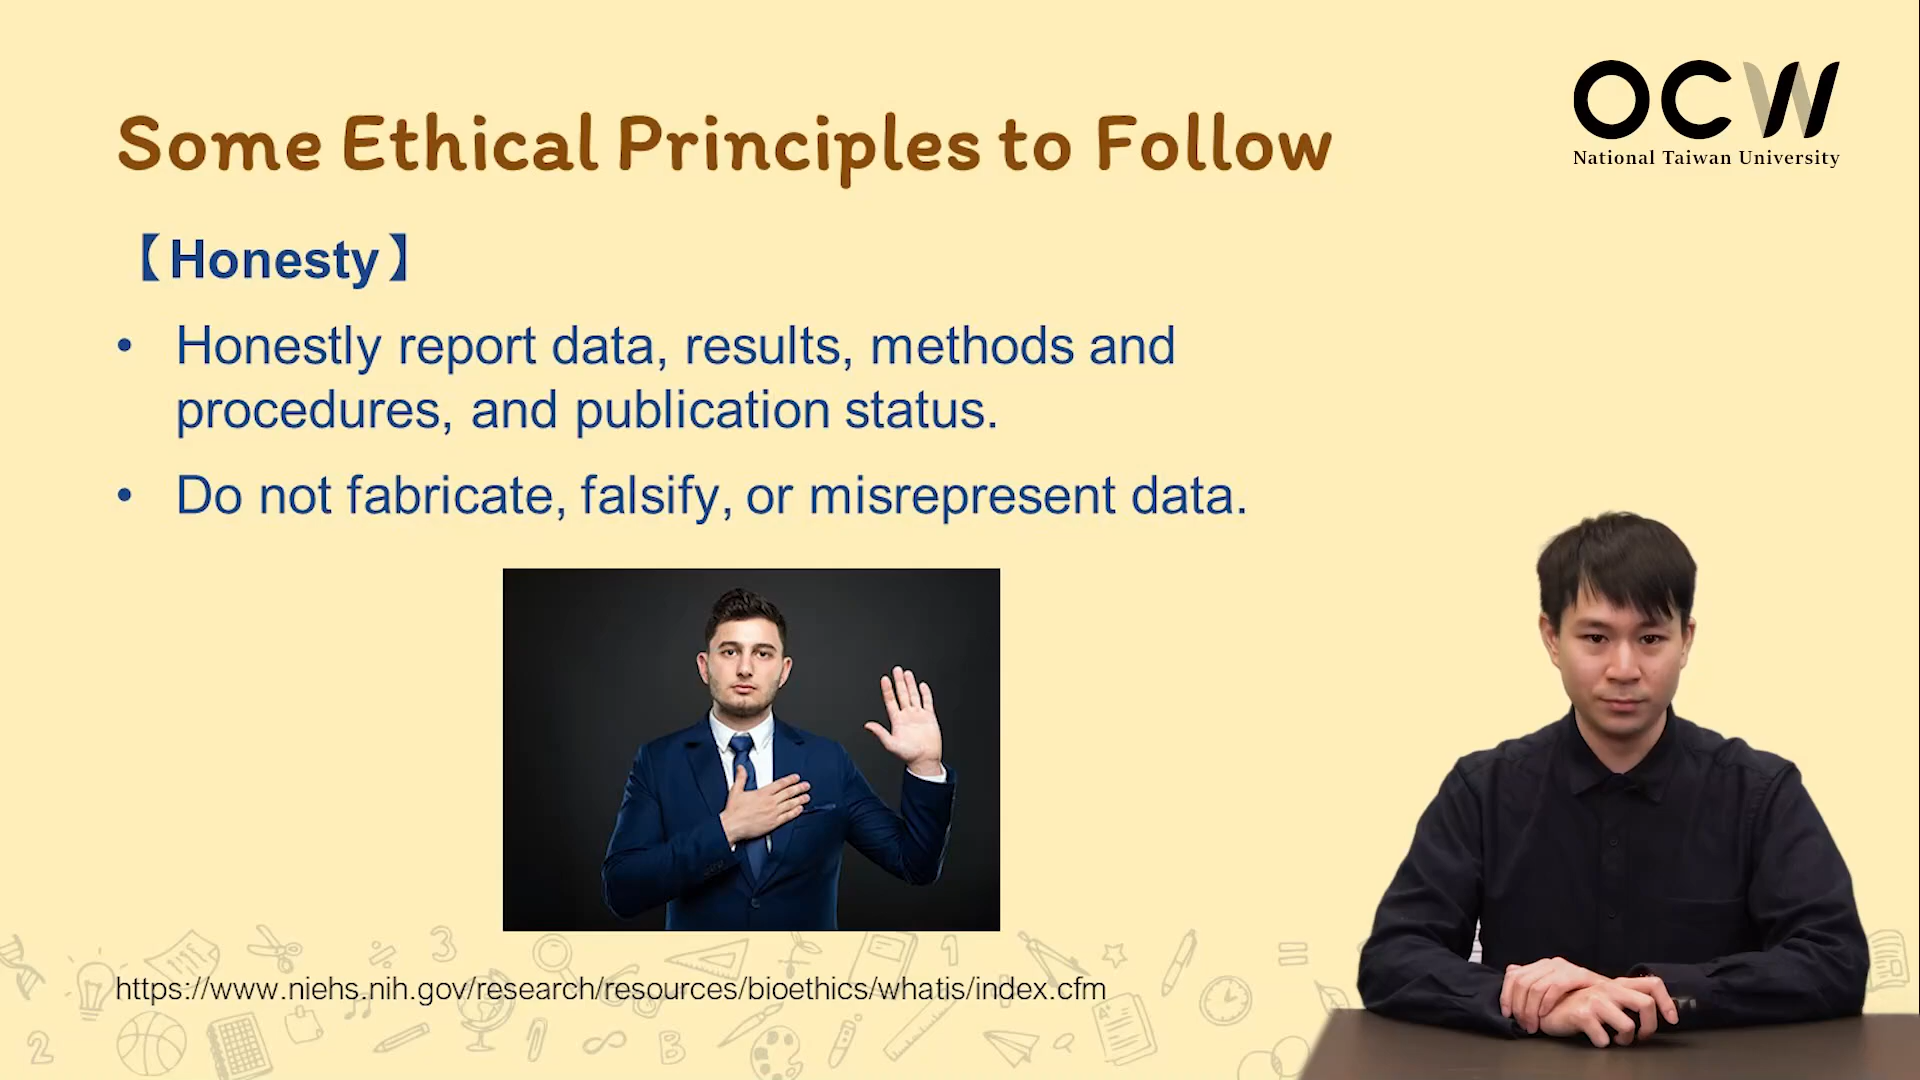 Some Ethical Principles to Follow
OCW
National Taiwan University
【Honesty】
• Honestly report data, results, methods and
procedures, and publication status.
• Do not fabricate, falsify, or misrepresent data.
https://www.niehs.nih.gov/research/resources/bioethics/whatis/index.cfm